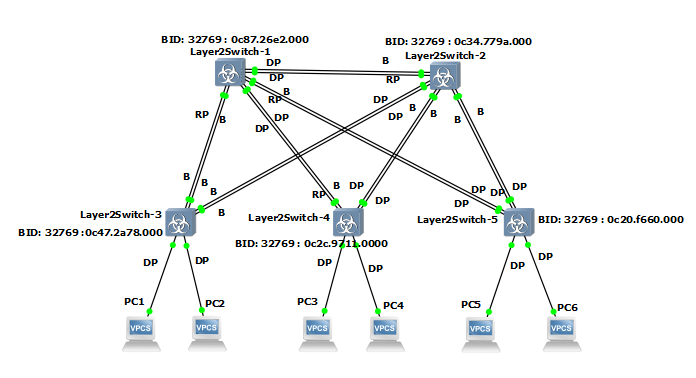 BID: 32769 : 0c87.26e2.000
Layer2Switch-1
BID: 32769 : 0c34.779a.000
Layer2Switch-2
DP
B
DP
RP
B
DP
RP
DP
B
RP
B
DP
DP
B
B
B
DP
B
B
RP
B
DP
DP
DP
DP
DP
DP
B
Layer2Switch-3
BID: 32769 :0c47.2a78.000
Layer2Switch-4
BID: 32769 : 0c2c.9711.0000
Layer2Switch-5
BID: 32769 : 0c20.f660.000
DP
DP
DP
DP
DP
DP
PC1
PC2
PC3
PC4
PC5
PC6
VPCS
VPCS
VPCS
VPCS
VPCS
VPCS